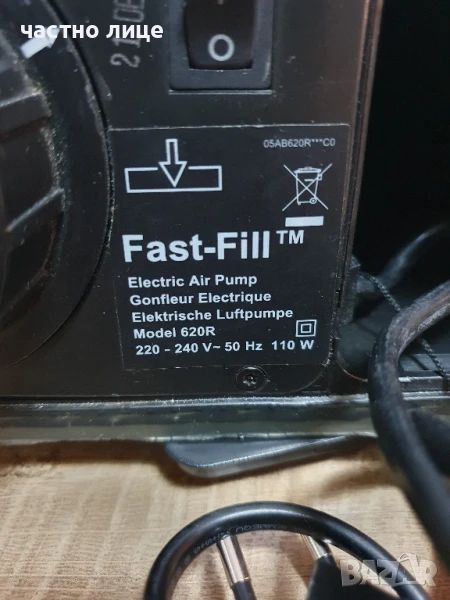 частно лице
O
05AB620R***C0
Fast-Fill™
Electric Air Pump
Gonfleur Electrique
Elektrische Luftpumpe
Model 620R
220 - 240 V~ 50 Hz 110 W
BAZAR